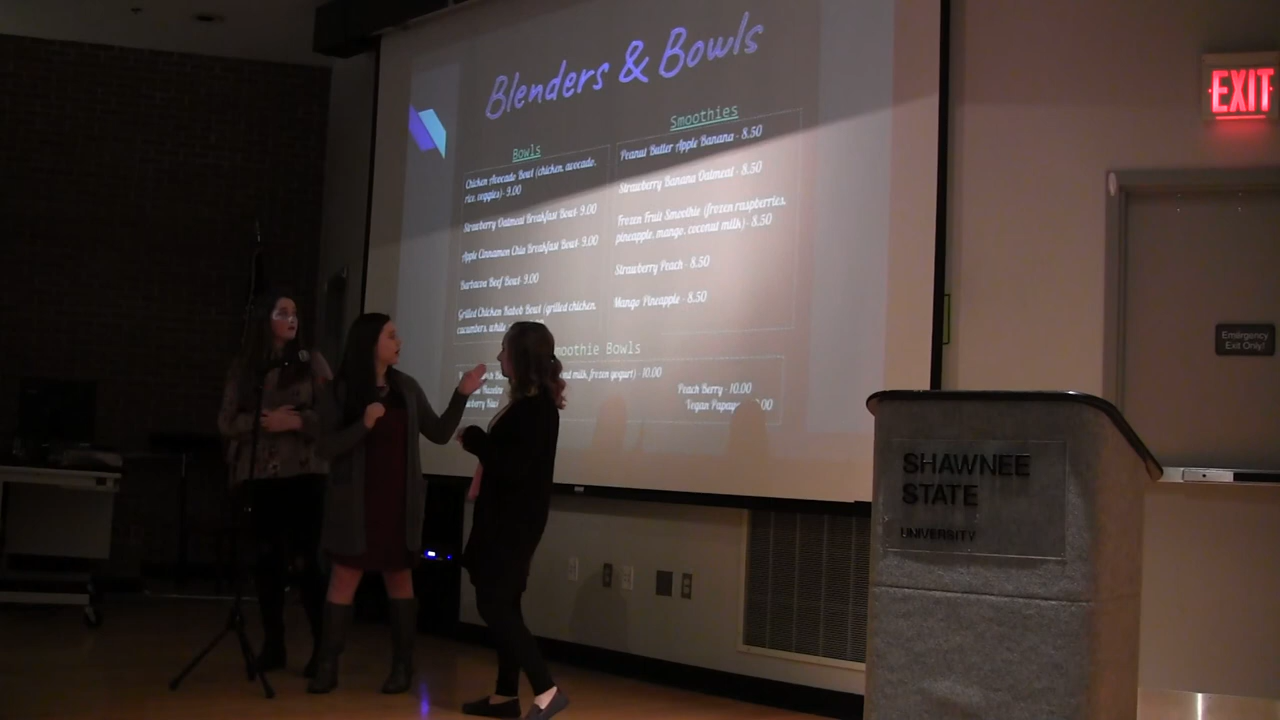 Blenders & Bowls
Bowls
Chicken Avocado Bowl (chicken, avocado,
rice, veggies)- 9.00
Strawberry Oatmeal Breakfast Bowl- 9.00
Apple Cinnamon Chia Breakfast Bowl- 9.00
Barbacoa Beef Bowl- 9.00
Grilled Chicken Kabob Bowl (grilled chicken,
cucumbers, white
Smoothies
Peanut Butter Apple Banana - 8.50
Strawberry Banana Oatmeal - 8.50
Frozen Fruit Smoothie (frozen raspberries,
pineapple, mango, coconut milk)- 8.50
Strawberry Peach - 8.50
Mango Pineapple - 8.50
Bowls
milk, frozen yogurt) - 10.00
Peach Berry - 10.00
Vegan
EXIT
Emergency
Exit Only!
SHAWNEE
STATE
UNIVERSITY